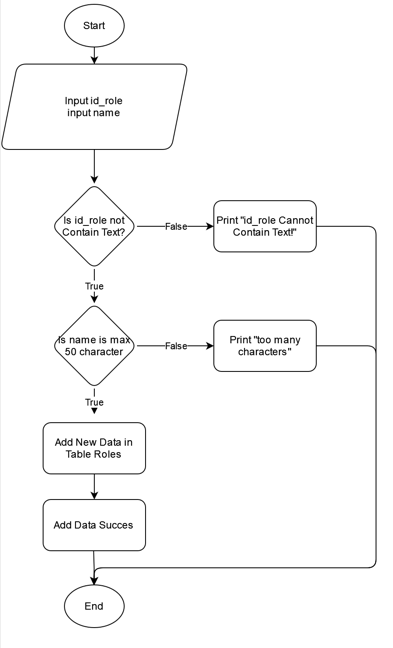 Start
Input id_role
input name
Is id_role not
Contain Text?
False
Print "id_role Cannot
Contain Text!"
True
Is name is max
50 character
False
Print "too many
characters"
True
Add New Data in
Table Roles
Add Data Succes
End